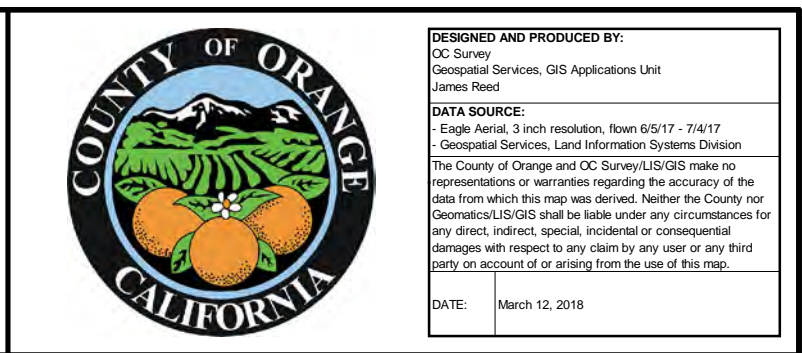 COUNTY OF ORANGE
CALIFORNIA
DESIGNED AND PRODUCED BY:
OC Survey
Geospatial Services, GIS Applications Unit
James Reed
DATA SOURCE:
- Eagle Aerial, 3 inch resolution, flown 6/5/17 - 7/4/17
- Geospatial Services, Land Information Systems Division
The County of Orange and OC Survey/LIS/GIS make no
representations or warranties regarding the accuracy of the
data from which this map was derived. Neither the County nor
Geomatics/LIS/GIS shall be liable under any circumstances for
any direct, indirect, special, incidental or consequential
damages with respect to any claim by any user or any third
party on account of or arising from the use of this map.
DATE: March 12, 2018